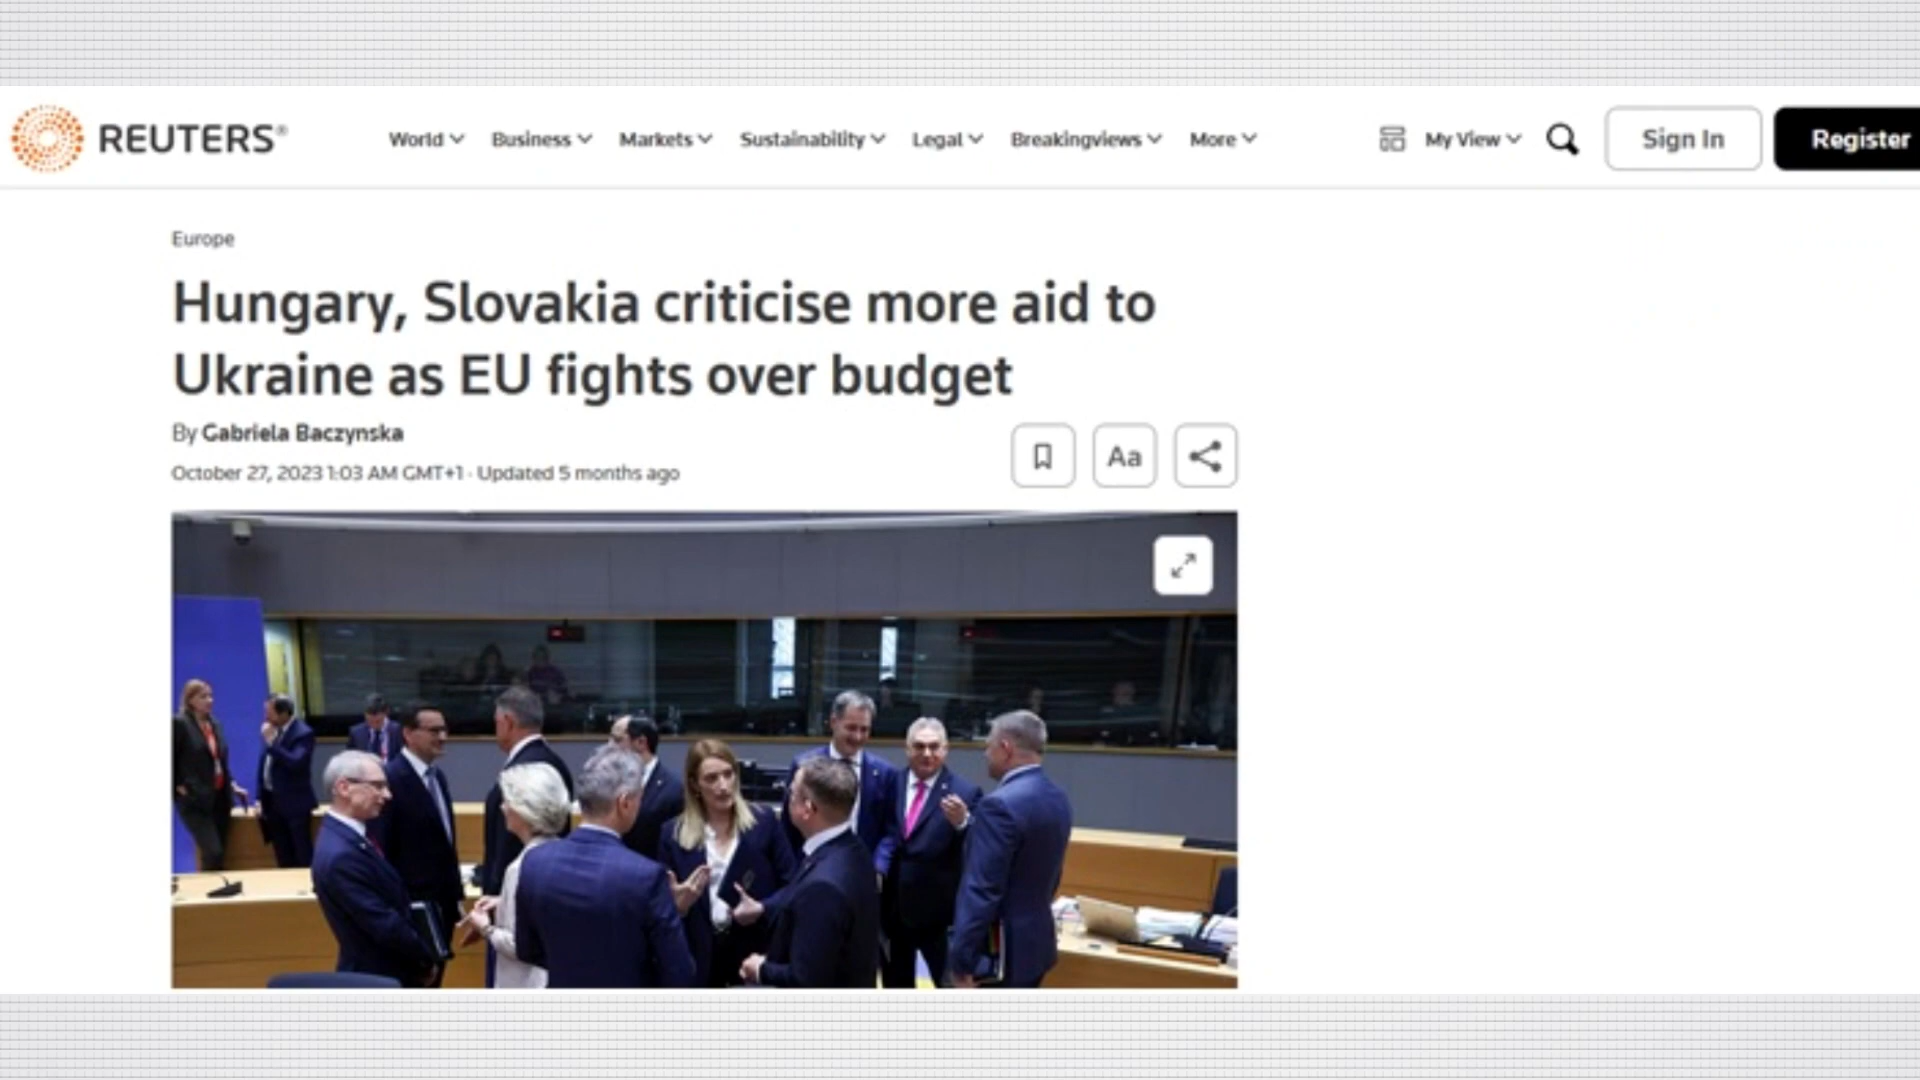 REUTERS®
World Business Markets Sustainability Legal Breakingviews More My View Sign In Register
Europe
Hungary, Slovakia criticise more aid to
Ukraine as EU fights over budget
By Gabriela Baczynska
October 27, 2023 1:03 AM GMT+1 · Updated 5 months ago
Aa